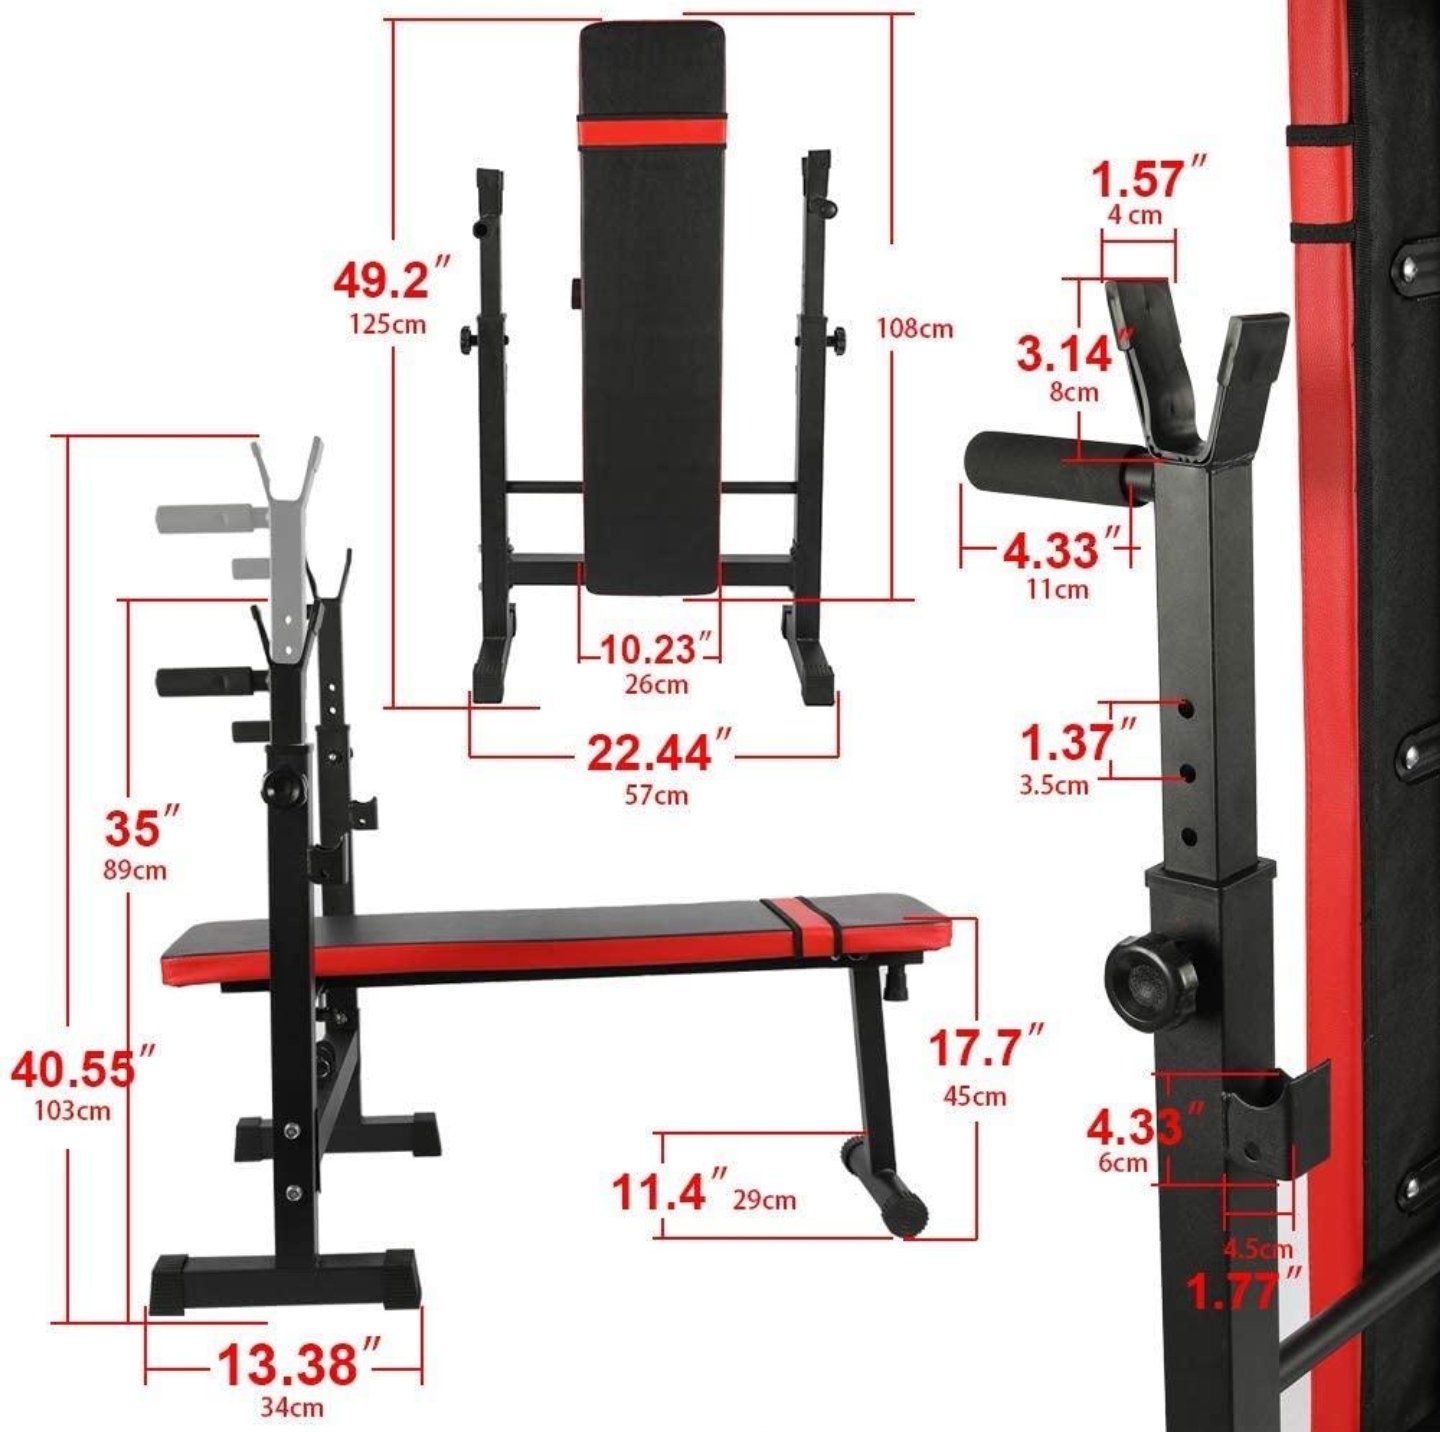 49.2″
125cm
108cm
10.23″
26cm
22.44″
57cm
1.57″
4 cm
3.14″
8cm
4.33″
11cm
1.37″
3.5cm
4.33″
6cm
4.5cm
1.77″
35″
89cm
40.55″
103cm
17.7″
45cm
11.4″ 29cm
13.38″
34cm